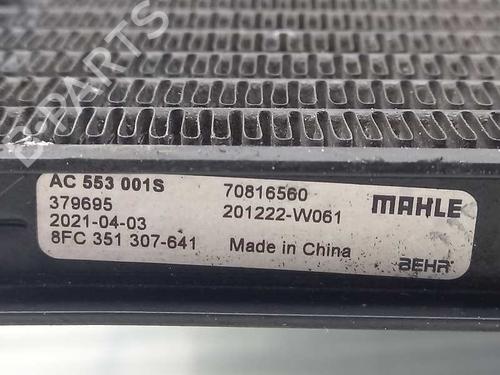 B-PARTS
AC 553 001S
379695
2021-04-03
8FC 351 307-641
70816560
201222-W061
Made in China
MAHLE
BEHR